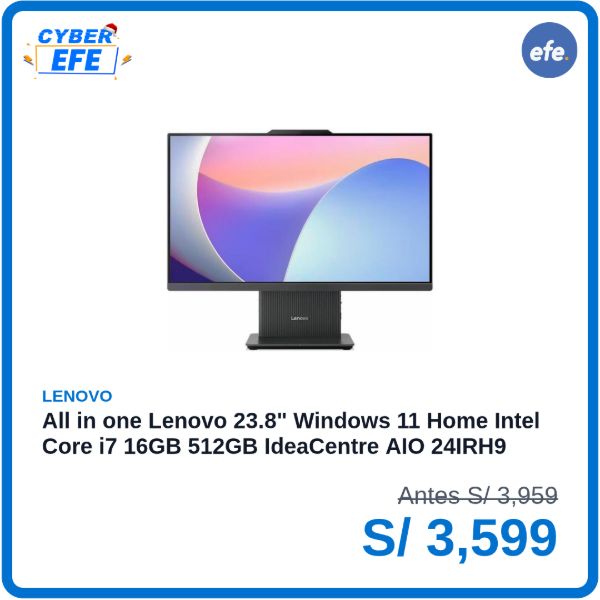 CYBER
EFE
efe.
Lenovo
LENOVO
All in one Lenovo 23.8" Windows 11 Home Intel
Core i7 16GB 512GB IdeaCentre AIO 24IRH9
Antes S/ 3,959
S/ 3,599